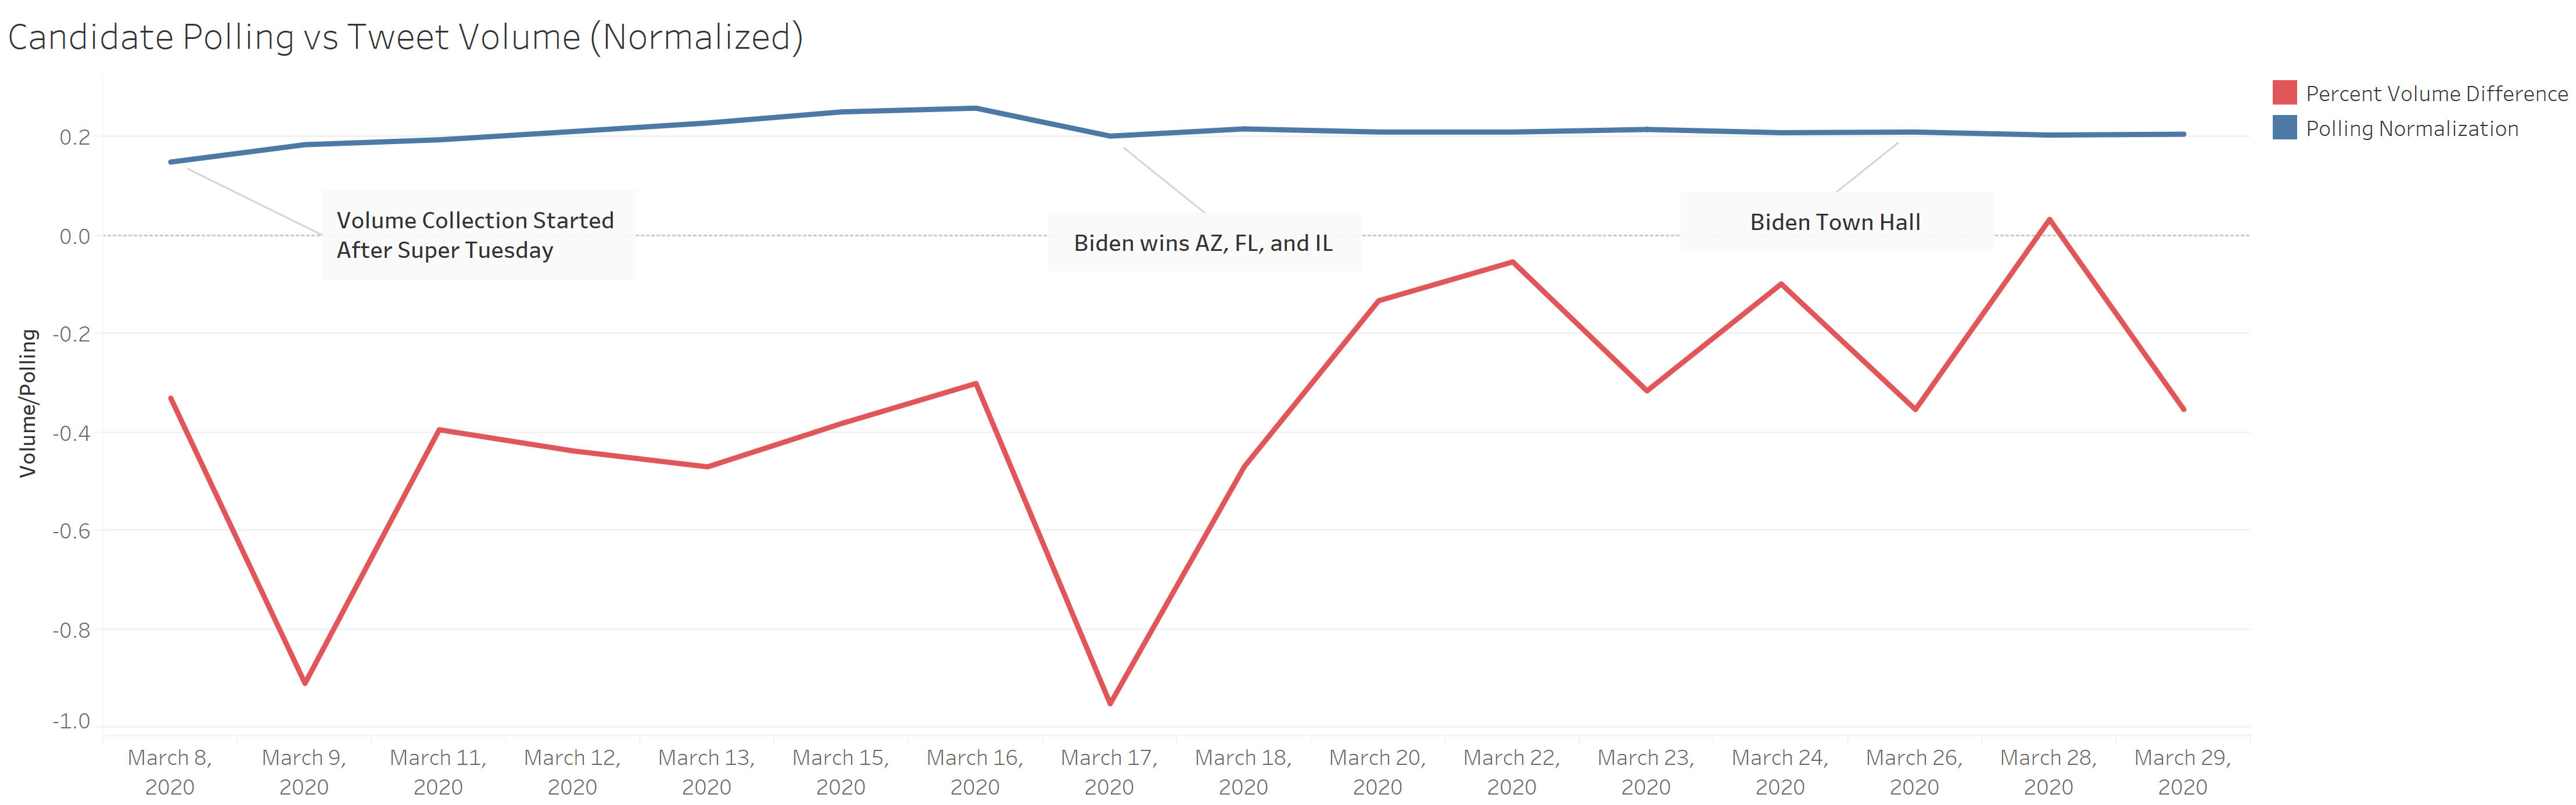 Candidate Polling vs Tweet Volume (Normalized)
Percent Volume Difference
Polling Normalization
0.2
0.0
-0.2
-0.4
-0.6
-0.8
-1.0
Volume/Polling
Volume Collection Started
After Super Tuesday
Biden wins AZ, FL, and IL
Biden Town Hall
March 8,
2020
March 9,
2020
March 11,
2020
March 12,
2020
March 13,
2020
March 15,
2020
March 16,
2020
March 17,
2020
March 18,
2020
March 20,
2020
March 22,
2020
March 23,
2020
March 24,
2020
March 26,
2020
March 28,
2020
March 29,
2020